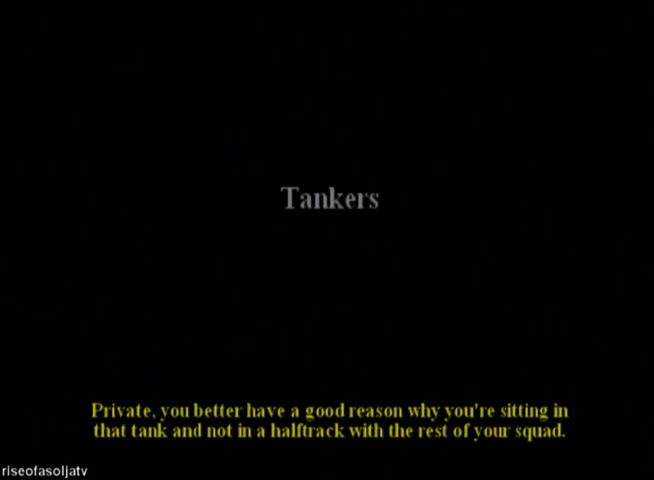 Tankers
Private, you better have a good reason why you're sitting in
that tank and not in a halftrack with the rest of your squad.
riseofasoljatv